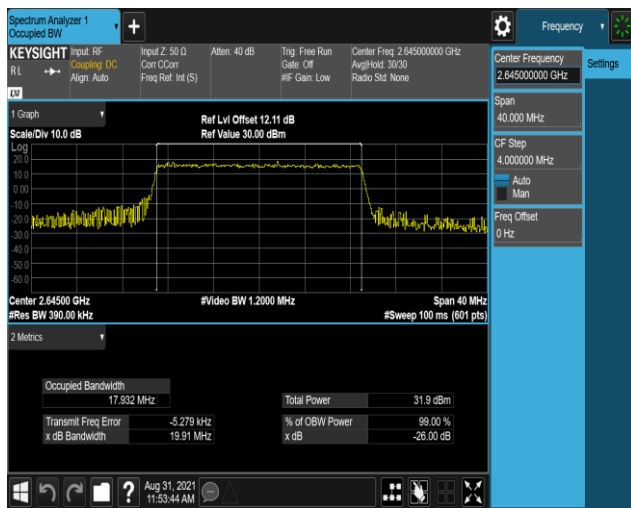 Spectrum Analyzer 1
Occupied BW
+
Frequency
KEYSIGHT
RL
LXI
Input: RF
Coupling: DC
Align: Auto
Input Z: 50 Ω
Corr CCorr
Freq Ref: Int (S)
Atten: 40 dB
Trig: Free Run
Gate: Off
#IF Gain: Low
Center Freq: 2.645000000 GHz
Avg|Hold: 30/30
Radio Std: None
Center Frequency
2.645000000 GHz
Settings
Span
40.000 MHz
CF Step
4.000000 MHz
Auto
Man
Freq Offset
0 Hz
1 Graph
Scale/Div 10.0 dB
Ref Lvl Offset 12.11 dB
Ref Value 30.00 dBm
Log
20.0
10.0
0.00
-10.0
-20.0
-30.0
-40.0
-50.0
-60.0
Center 2.64500 GHz
#Video BW 1.2000 MHz
Span 40 MHz
#Res BW 390.00 kHz
#Sweep 100 ms (601 pts)
2 Metrics
Occupied Bandwidth
17.932 MHz
Total Power 31.9 dBm
Transmit Freq Error -5.279 kHz
% of OBW Power 99.00 %
x dB Bandwidth 19.91 MHz
x dB -26.00 dB
?
Aug 31, 2021
11:53:44 AM